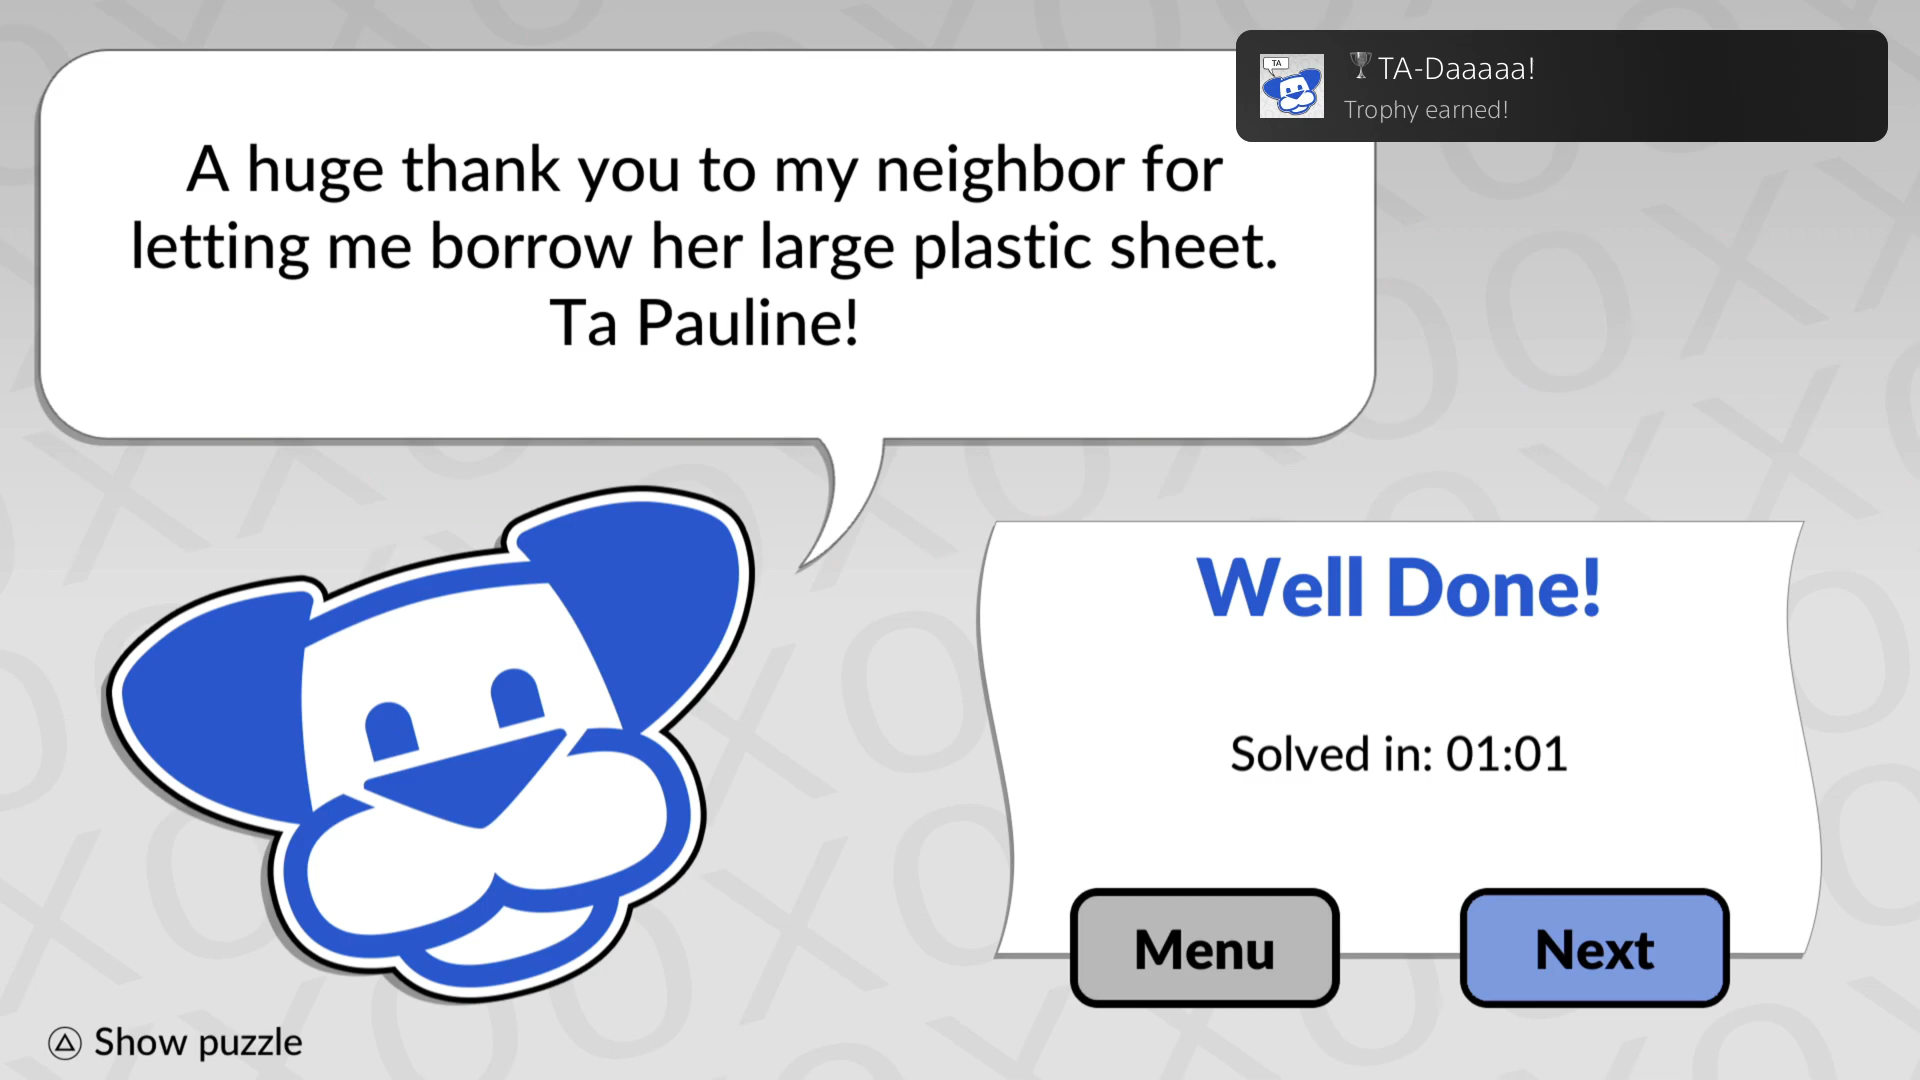 TA
TA-Daaaaa!
Trophy earned!
A huge thank you to my neighbor for
letting me borrow her large plastic sheet.
Ta Pauline!
Well Done!
Solved in: 01:01
Menu
Next
Show puzzle